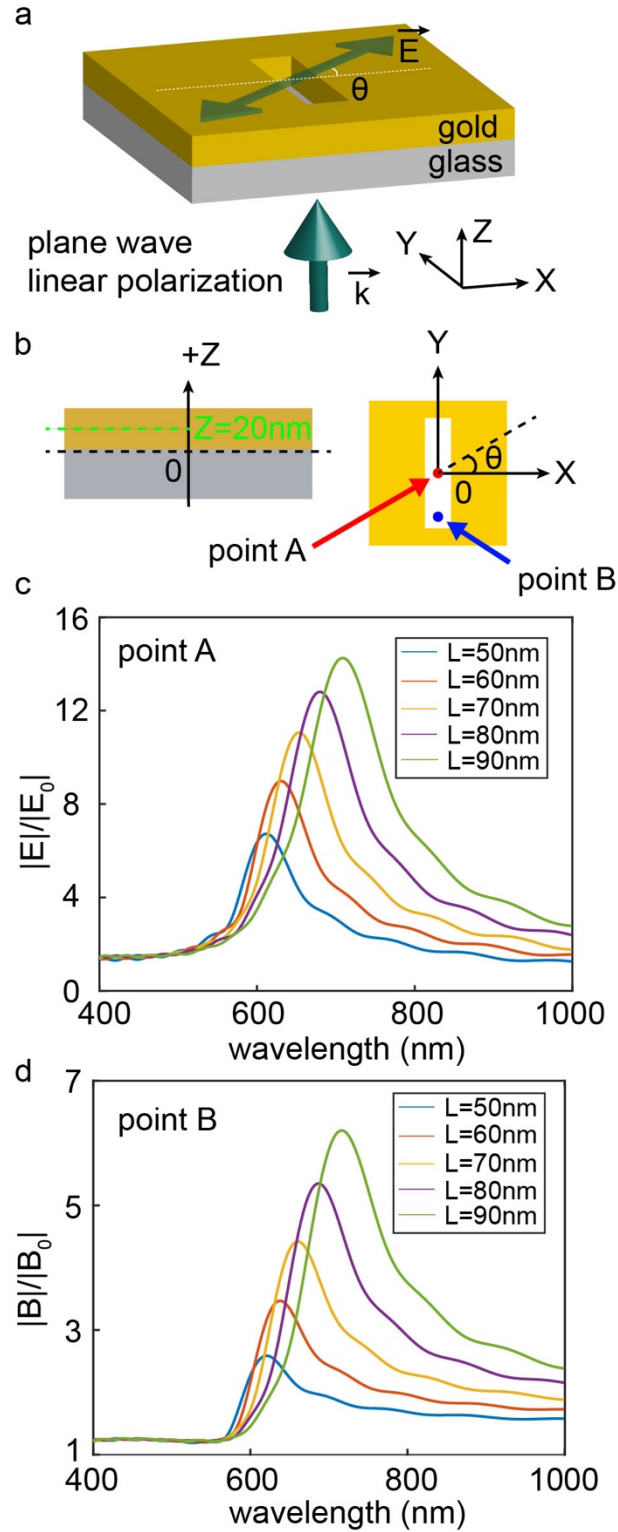 a
E
θ
gold
glass
plane wave
linear polarization
k
Y
Z
X
b
+Z
Z=20nm
0
Y
θ
X
0
point A
point B
c
16
12
8
4
0
|E|/|E₀|
point A
L=50nm
L=60nm
L=70nm
L=80nm
L=90nm
400 600 800 1000
wavelength (nm)
d
7
5
3
1
|B|/|B₀|
point B
L=50nm
L=60nm
L=70nm
L=80nm
L=90nm
400 600 800 1000
wavelength (nm)